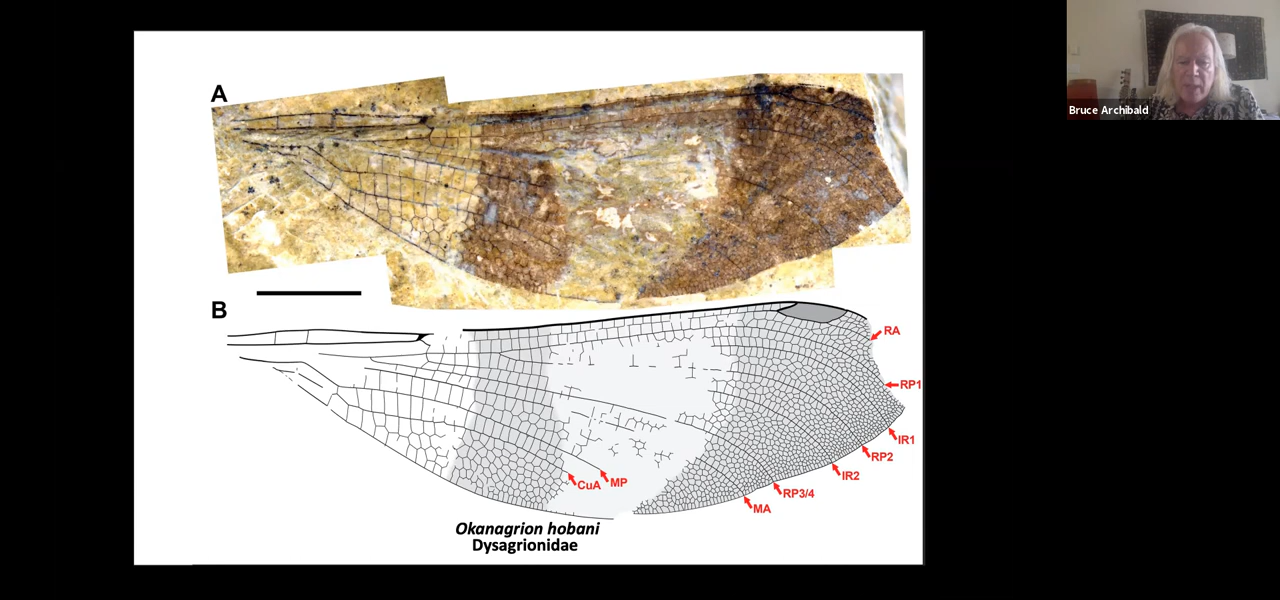 A
Bruce Archibald
B
RA
RP1
IR1
RP2
IR2
RP3/4
MA
CuA
MP
Okanagrion hobani
Dysagrionidae